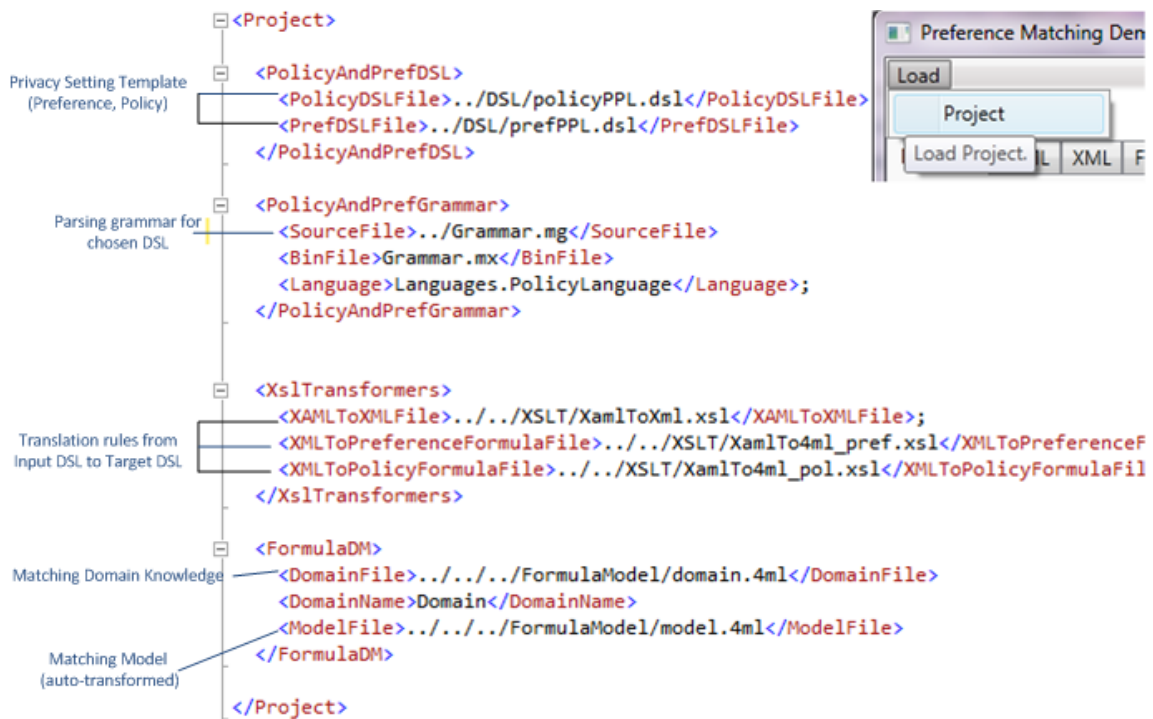 <Project>
<PolicyAndPrefDSL>
Privacy Setting Template
(Preference, Policy)
<PolicyDSLFile>../DSL/policyPPL.dsl</PolicyDSLFile>
<PrefDSLFile>../DSL/prefPPL.dsl</PrefDSLFile>
</PolicyAndPrefDSL>
<PolicyAndPrefGrammar>
Parsing grammar for
chosen DSL
<SourceFile>../Grammar.mg</SourceFile>
<BinFile>Grammar.mx</BinFile>
<Language>Languages.PolicyLanguage</Language>;
</PolicyAndPrefGrammar>
<XslTransformers>
<XAMLToXMLFile>../../XSLT/XamlToXml.xsl</XAMLToXMLFile>;
Translation rules from
Input DSL to Target DSL
<XMLToPreferenceFormulaFile>../../XSLT/XamlTo4ml_pref.xsl</XMLToPreferenceF
<XMLToPolicyFormulaFile>../../XSLT/XamlTo4ml_pol.xsl</XMLToPolicyFormulaFil
</XslTransformers>
<FormulaDM>
Matching Domain Knowledge
<DomainFile>../../../FormulaModel/domain.4ml</DomainFile>
<DomainName>Domain</DomainName>
<ModelFile>../../../FormulaModel/model.4ml</ModelFile>
Matching Model
(auto-transformed)
</FormulaDM>
</Project>
Preference Matching Dem
Load
Project
Load Project.
XML F